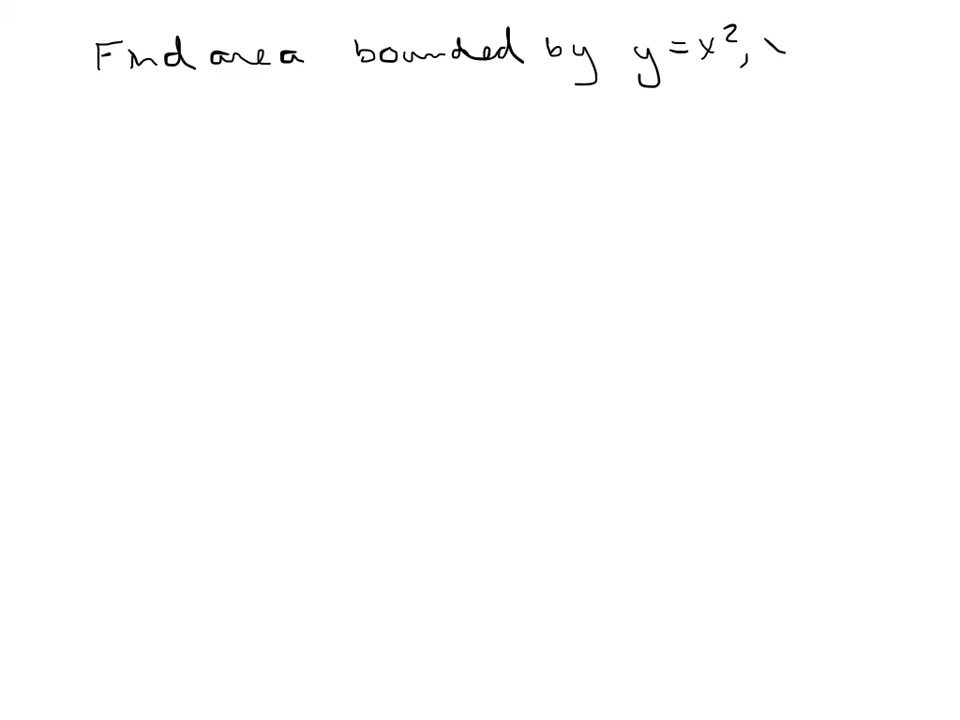 Find area bounded by y = x²,